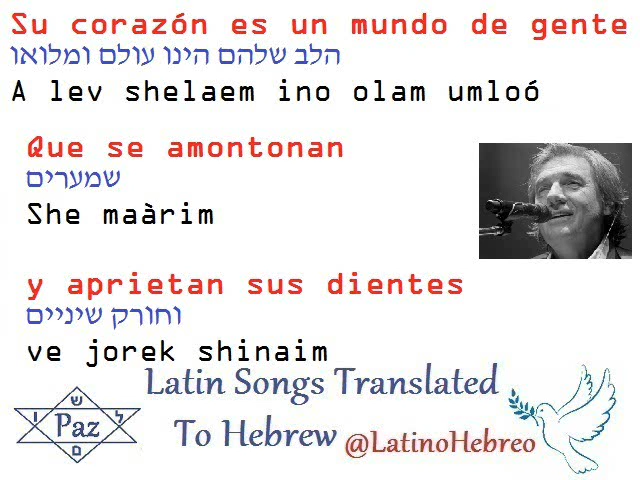 Su corazón es un mundo de gente
הלב שלהם הינו עולם ומלואו
A lev shelaem ino olam umloó
Que se amontonan
שמערים
She maàrim
y aprietan sus dientes
וחורק שיניים
ve jorek shinaim
Latin Songs Translated
To Hebrew @LatinoHebreo
ש
ו Paz ל
ם